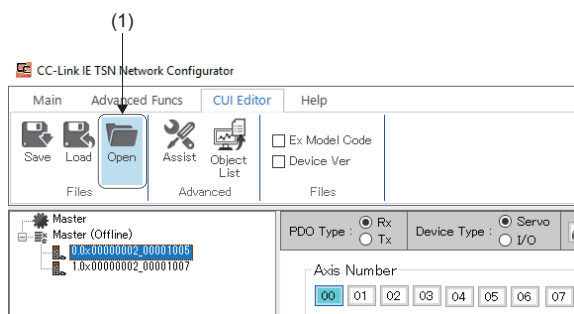 (1)
CC-Link IE TSN Network Configurator
Main Advanced Funcs CUI Editor Help
Save Load Open Assist Object List Ex Model Code Device Ver
Files Advanced Files
Master
Master (Offline)
0.0x00000002_00001005
1.0x00000002_00001007
PDO Type : Rx Tx Device Type : Servo I/O
Axis Number
00 01 02 03 04 05 06 07